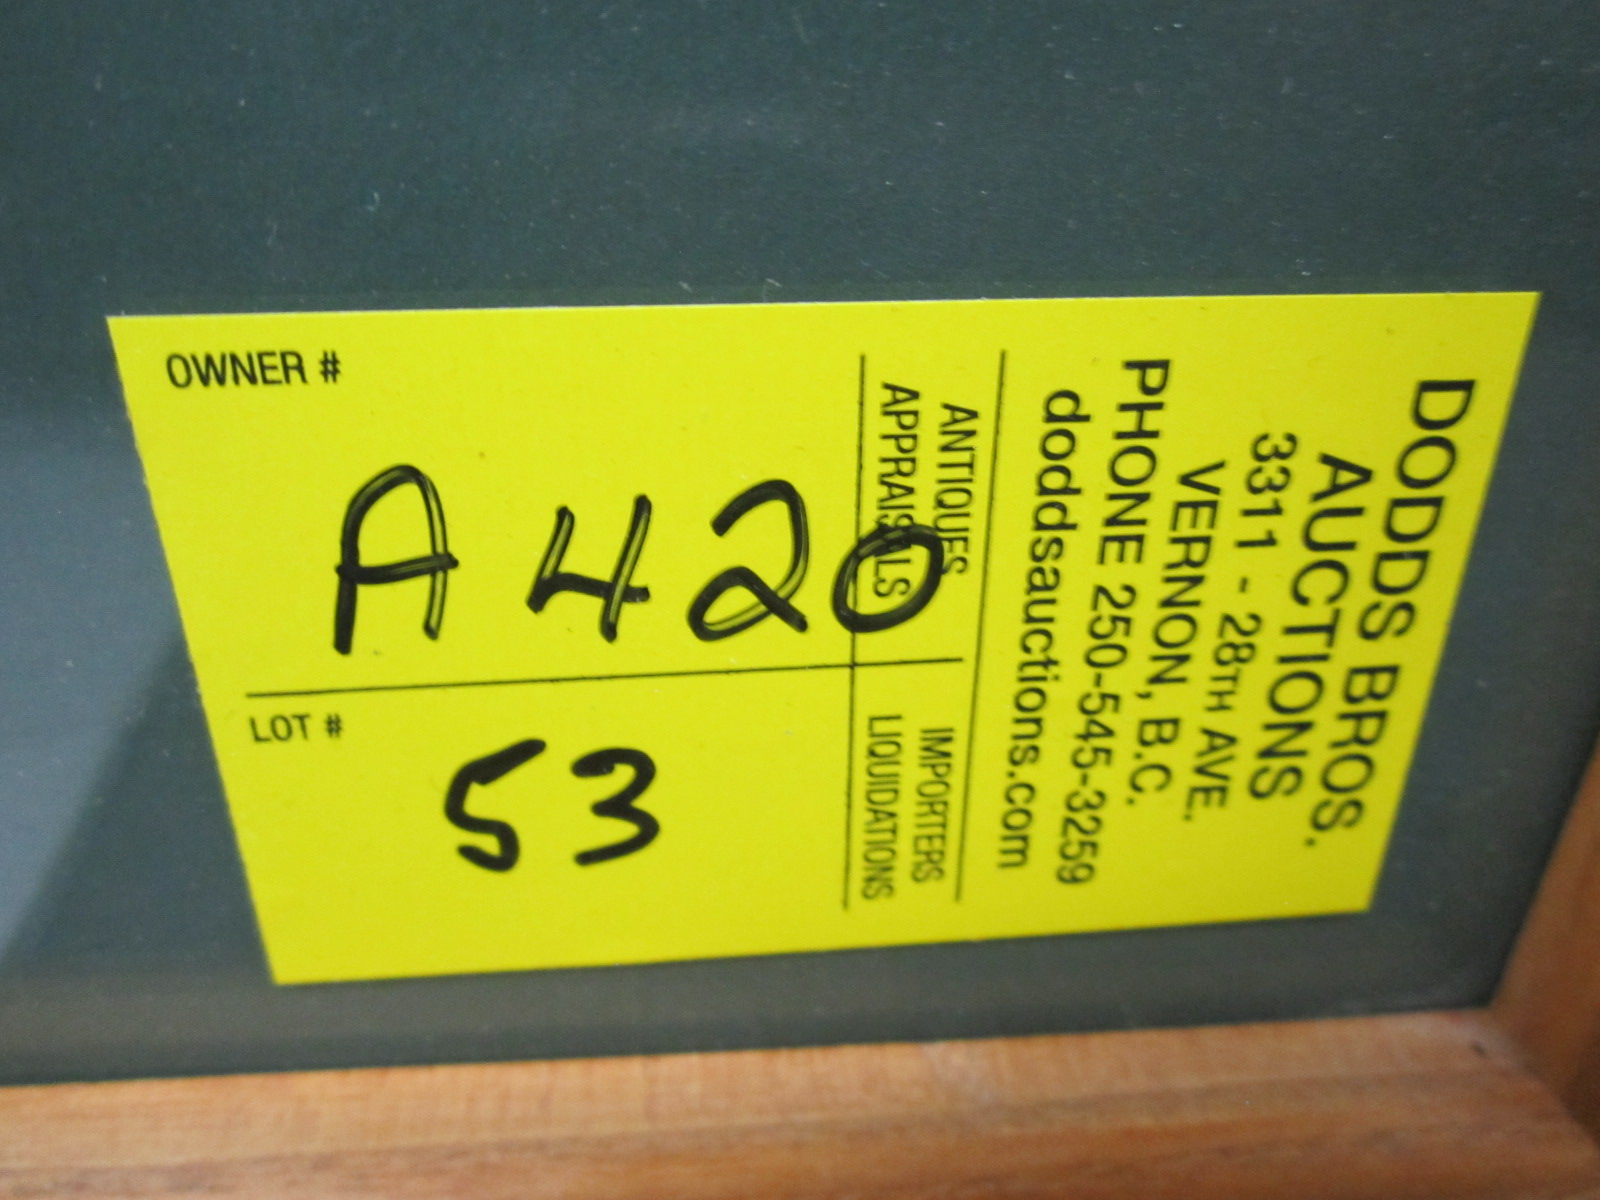 OWNER #
A 420
LOT #
53
DODDS BROS.
AUCTIONS
3311 - 28TH AVE.
VERNON, B.C.
PHONE 250-545-3259
doddsauctions.com
ANTIQUES IMPORTERS
APPRAISALS LIQUIDATIONS